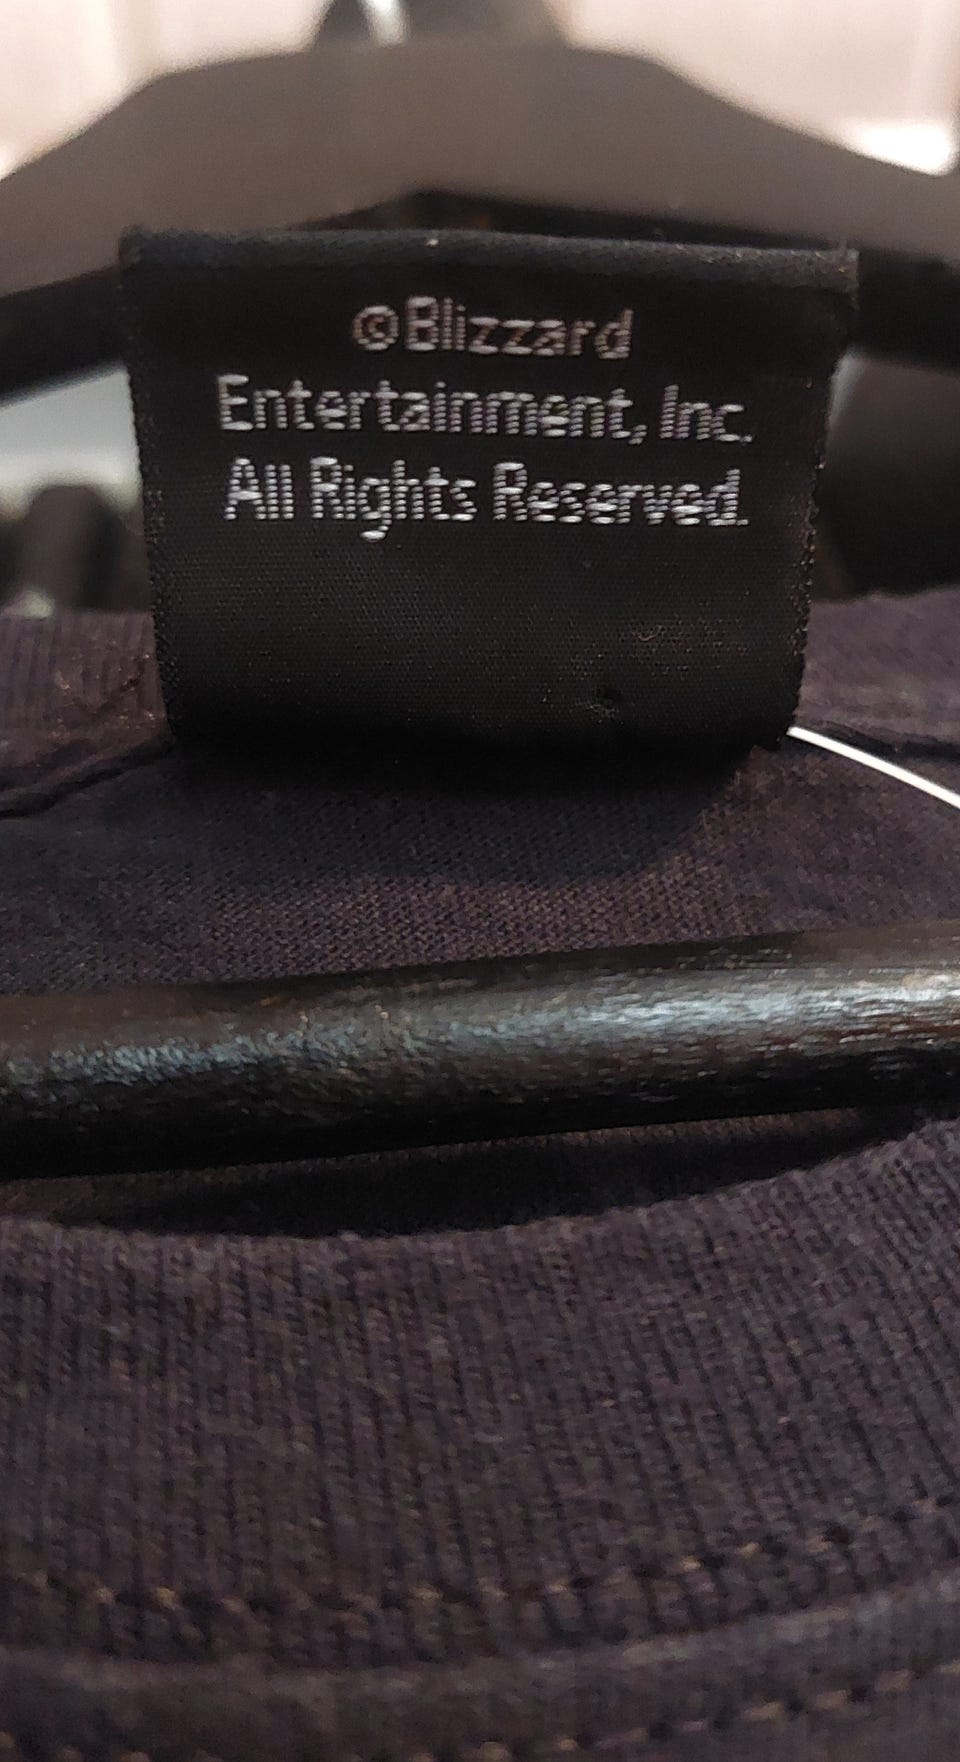 ©Blizzard
Entertainment, Inc.
All Rights Reserved.